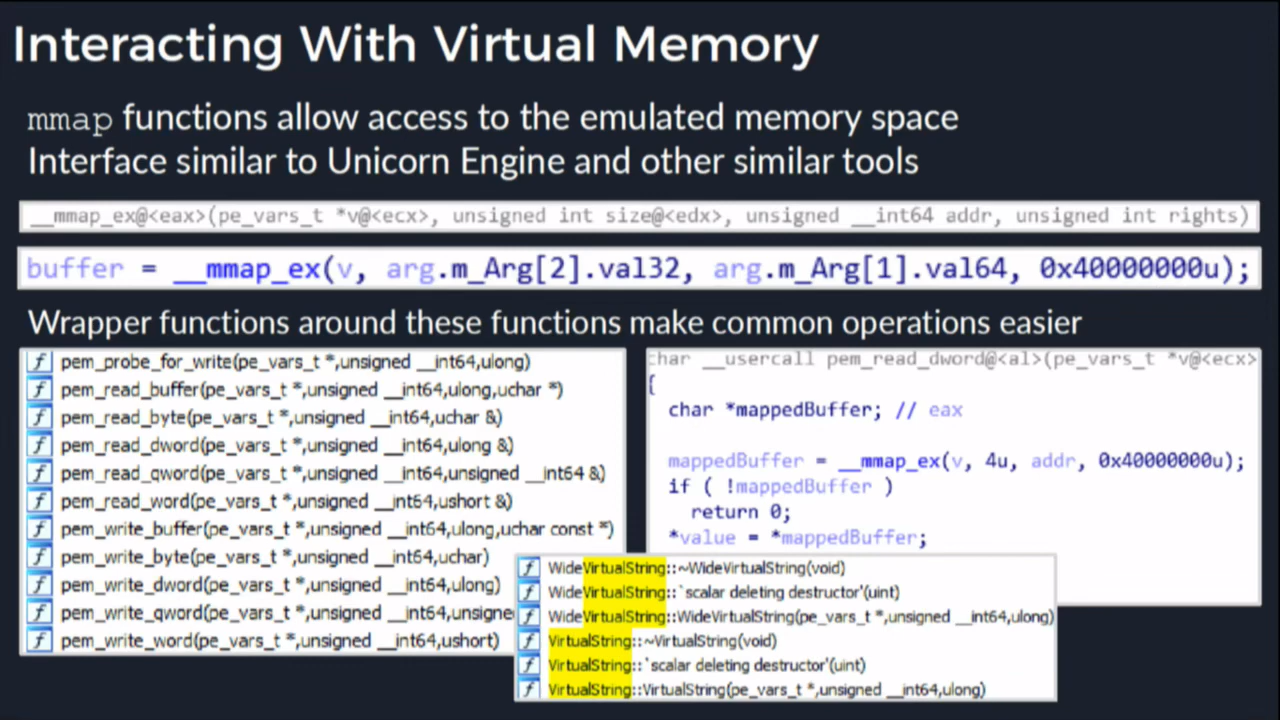 Interacting With Virtual Memory
mmap functions allow access to the emulated memory space
Interface similar to Unicorn Engine and other similar tools
__mmap_ex@<eax>(pe_vars_t *v@<ecx>, unsigned int size@<edx>, unsigned __int64 addr, unsigned int rights)
buffer = __mmap_ex(v, arg.m_Arg[2].val32, arg.m_Arg[1].val64, 0x40000000u);
Wrapper functions around these functions make common operations easier
pem_probe_for_write(pe_vars_t *,unsigned __int64,ulong)
pem_read_buffer(pe_vars_t *,unsigned __int64,ulong,uchar *)
pem_read_byte(pe_vars_t *,unsigned __int64,uchar &)
pem_read_dword(pe_vars_t *,unsigned __int64,ulong &)
pem_read_qword(pe_vars_t *,unsigned __int64,unsigned __int64 &)
pem_read_word(pe_vars_t *,unsigned __int64,ushort &)
pem_write_buffer(pe_vars_t *,unsigned __int64,ulong,uchar const *)
pem_write_byte(pe_vars_t *,unsigned __int64,uchar)
pem_write_dword(pe_vars_t *,unsigned __int64,ulong)
pem_write_qword(pe_vars_t *,unsigned __int64,unsigne
pem_write_word(pe_vars_t *,unsigned __int64,ushort)
char __usercall pem_read_dword@<al>(pe_vars_t *v@<ecx>
{
char *mappedBuffer; // eax
mappedBuffer = __mmap_ex(v, 4u, addr, 0x40000000u);
if ( !mappedBuffer )
return 0;
*value = *mappedBuffer;
WideVirtualString::~WideVirtualString(void)
WideVirtualString::`scalar deleting destructor'(uint)
WideVirtualString::WideVirtualString(pe_vars_t *,unsigned __int64,ulong)
VirtualString::~VirtualString(void)
VirtualString::`scalar deleting destructor'(uint)
VirtualString::VirtualString(pe_vars_t *,unsigned __int64,ulong)